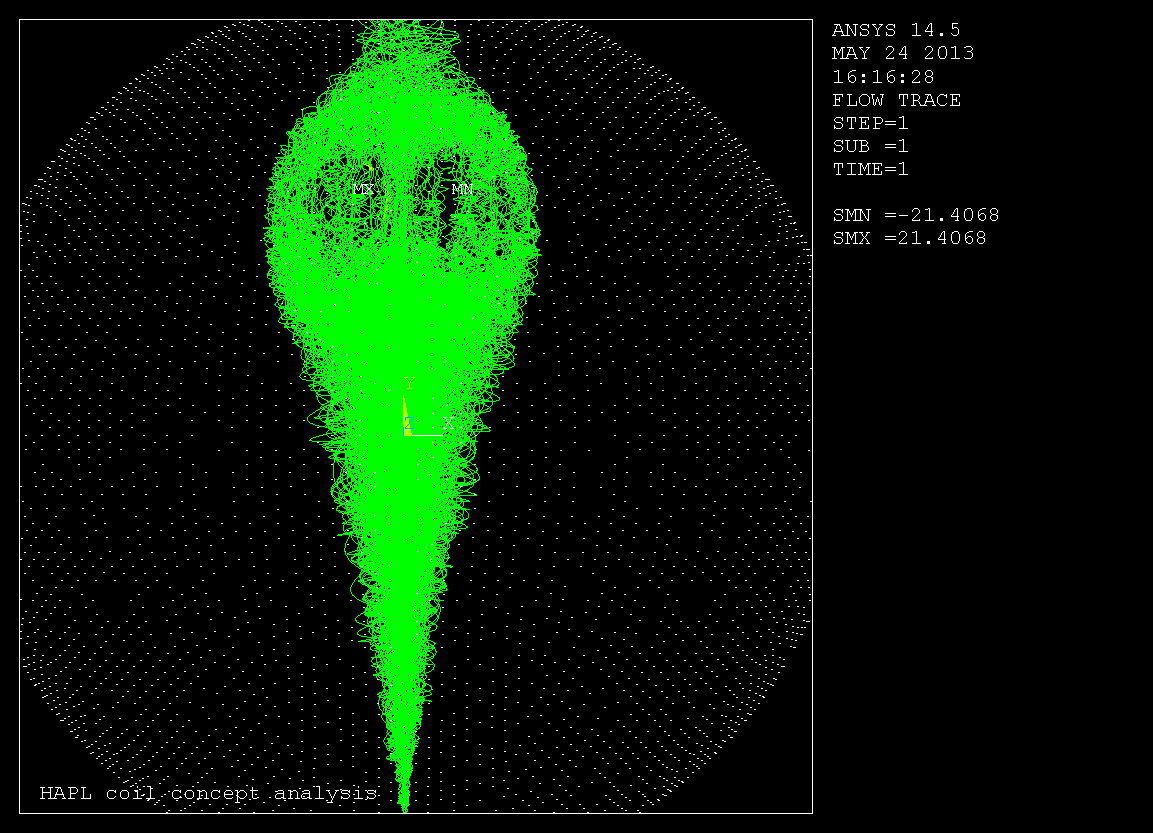 ANSYS 14.5
MAY 24 2013
16:16:28
FLOW TRACE
STEP=1
SUB =1
TIME=1
SMN =-21.4068
SMX =21.4068
MX
MN
Y
Z
X
HAPL coil concept analysis